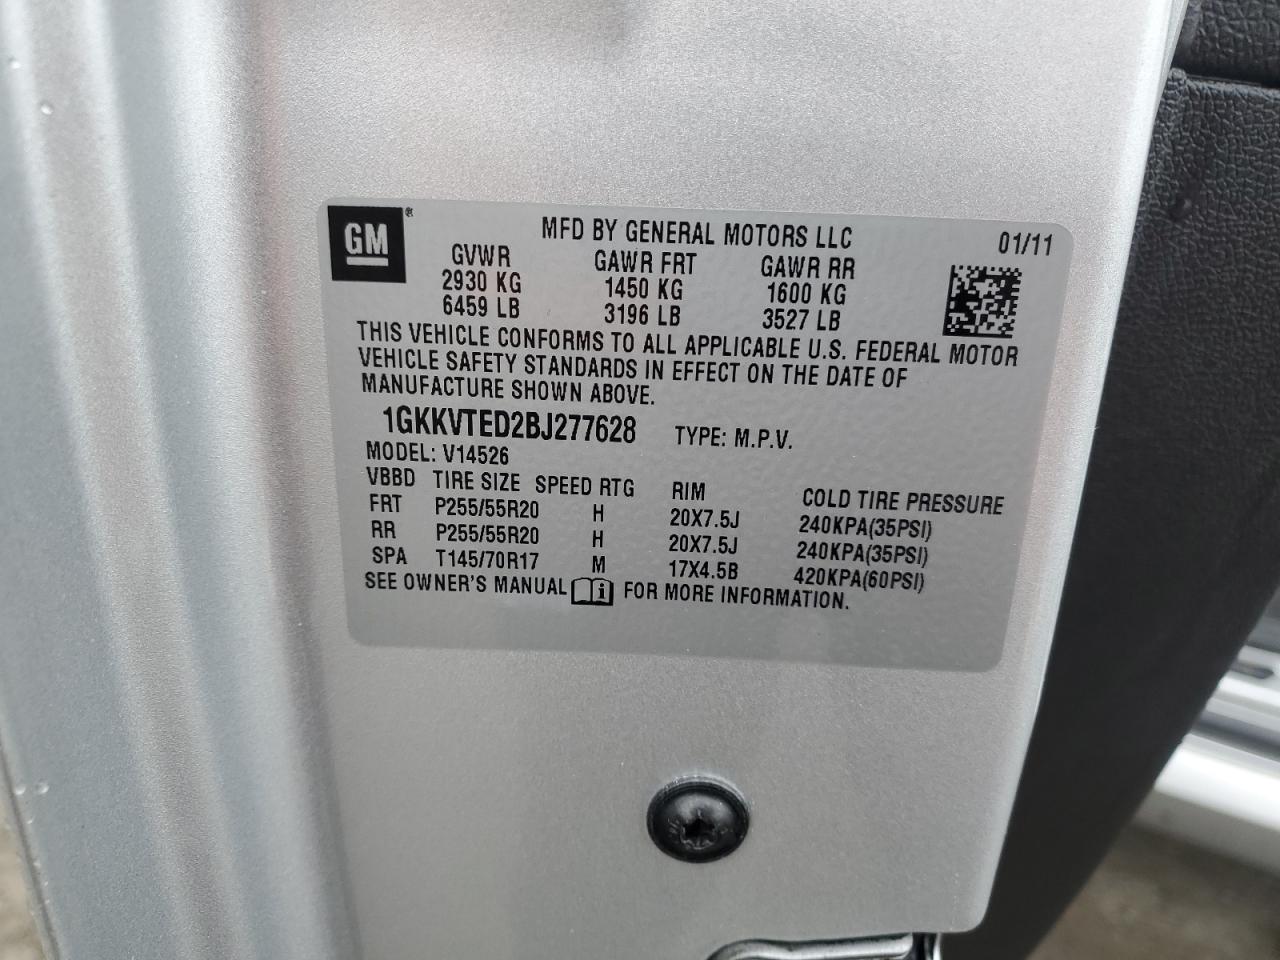 GM ®
MFD BY GENERAL MOTORS LLC 01/11
GVWR GAWR FRT GAWR RR
2930 KG 1450 KG 1600 KG
6459 LB 3196 LB 3527 LB
THIS VEHICLE CONFORMS TO ALL APPLICABLE U.S. FEDERAL MOTOR
VEHICLE SAFETY STANDARDS IN EFFECT ON THE DATE OF
MANUFACTURE SHOWN ABOVE.
1GKKVTED2BJ277628 TYPE: M.P.V.
MODEL: V14526
VBBD TIRE SIZE SPEED RTG RIM COLD TIRE PRESSURE
FRT P255/55R20 H 20X7.5J 240KPA(35PSI)
RR P255/55R20 H 20X7.5J 240KPA(35PSI)
SPA T145/70R17 M 17X4.5B 420KPA(60PSI)
SEE OWNER'S MANUAL i FOR MORE INFORMATION.